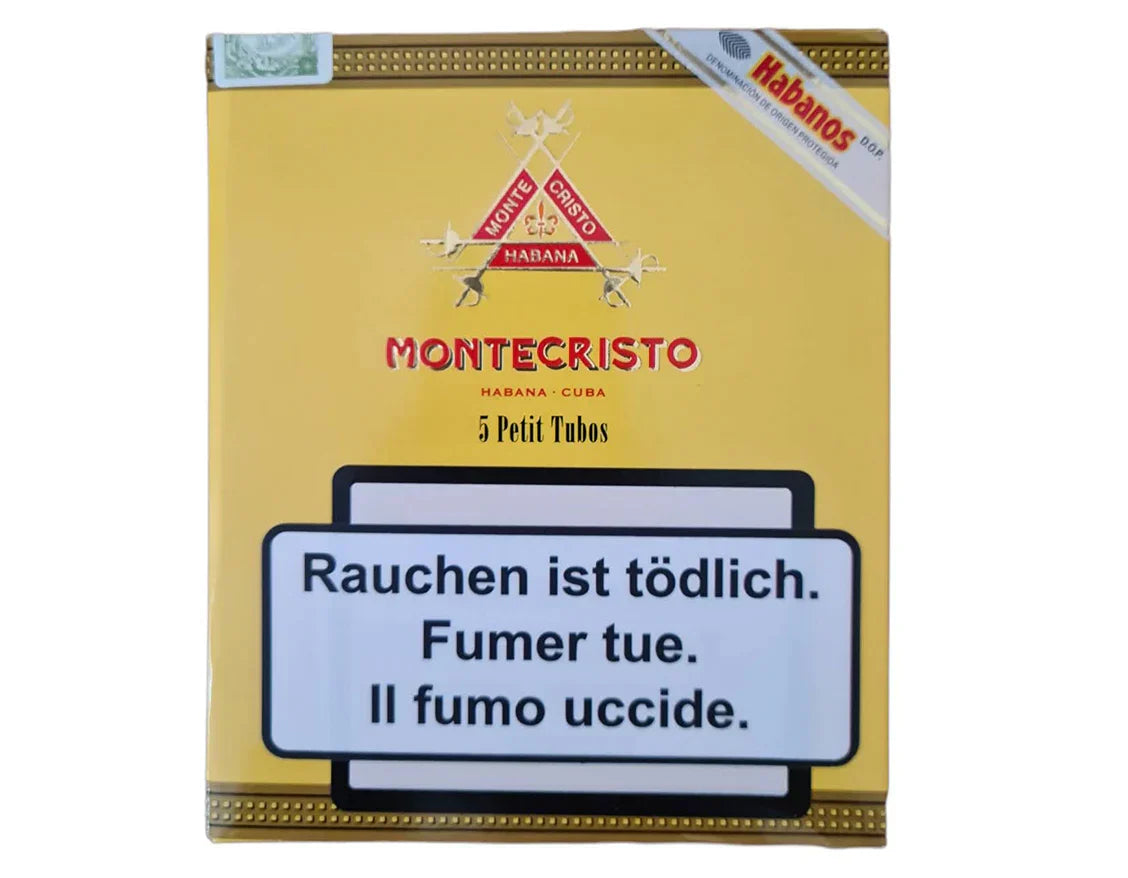 Habanos
D.O.P.
DENOMINACIÓN DE ORIGEN PROTEGIDA
MONTE
CRISTO
HABANA
MONTECRISTO
HABANA · CUBA
5 Petit Tubos
Rauchen ist tödlich.
Fumer tue.
Il fumo uccide.